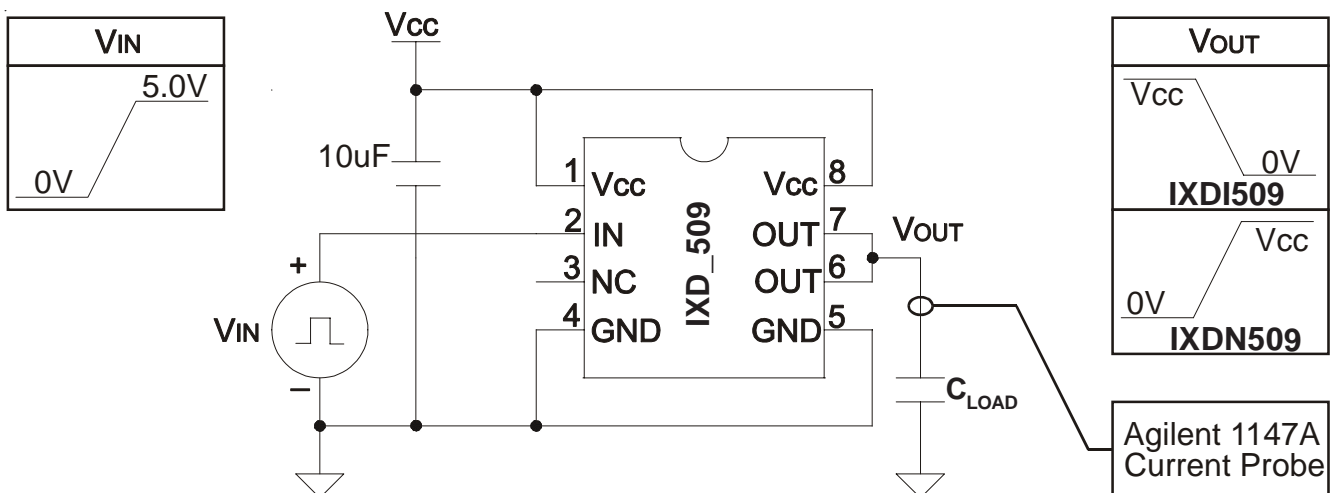 VIN
5.0V
0V
Vcc
10uF
1
Vcc
2
IN
3
NC
4
GND
IXD_509
Vcc
8
OUT
7
OUT
6
GND
5
+
VIN
–
VOUT
CLOAD
VOUT
Vcc
0V
IXDI509
Vcc
0V
IXDN509
Agilent 1147A
Current Probe